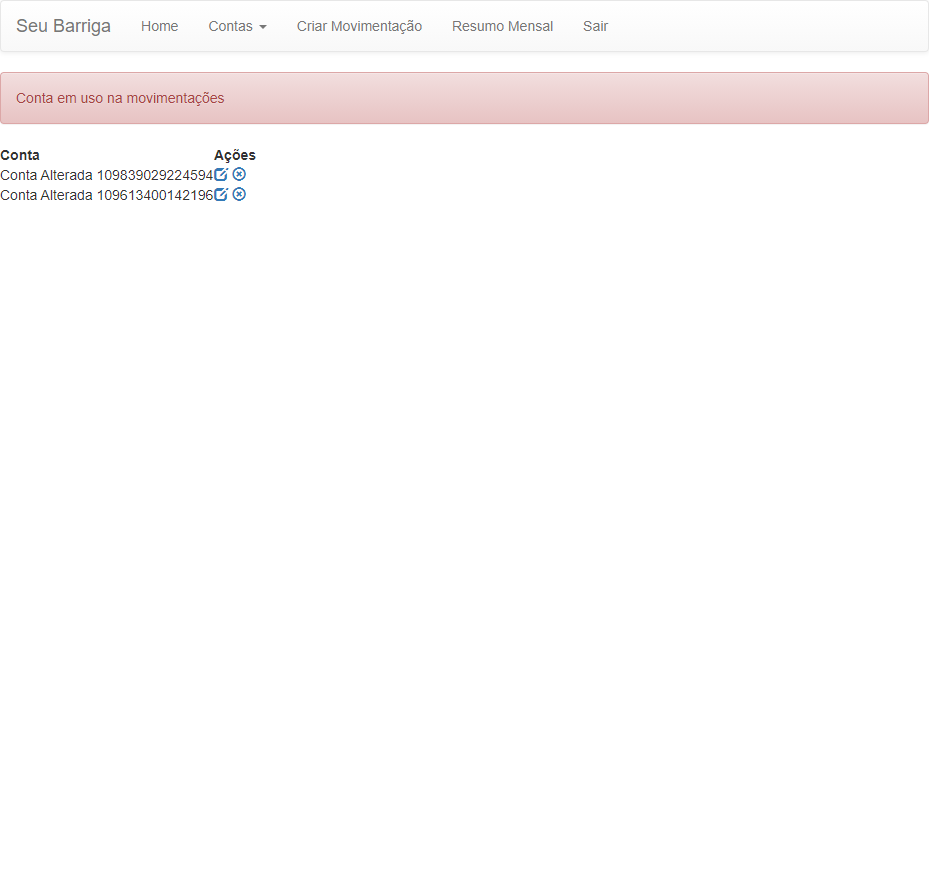 Seu Barriga Home Contas Criar Movimentação Resumo Mensal Sair
Conta em uso na movimentações
Conta Ações
Conta Alterada 109839029224594
Conta Alterada 109613400142196